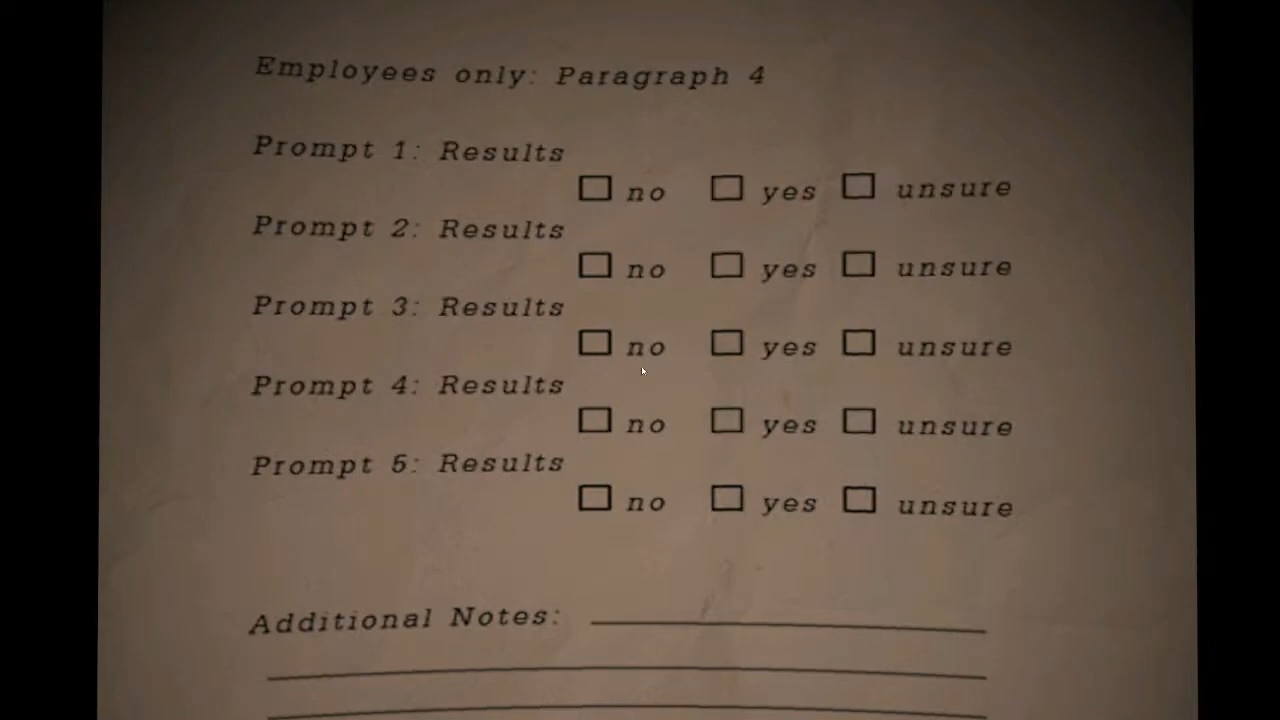 Employees only: Paragraph 4
Prompt 1: Results
no yes unsure
Prompt 2: Results
no yes unsure
Prompt 3: Results
no yes unsure
Prompt 4: Results
no yes unsure
Prompt 5: Results
no yes unsure
Additional Notes: